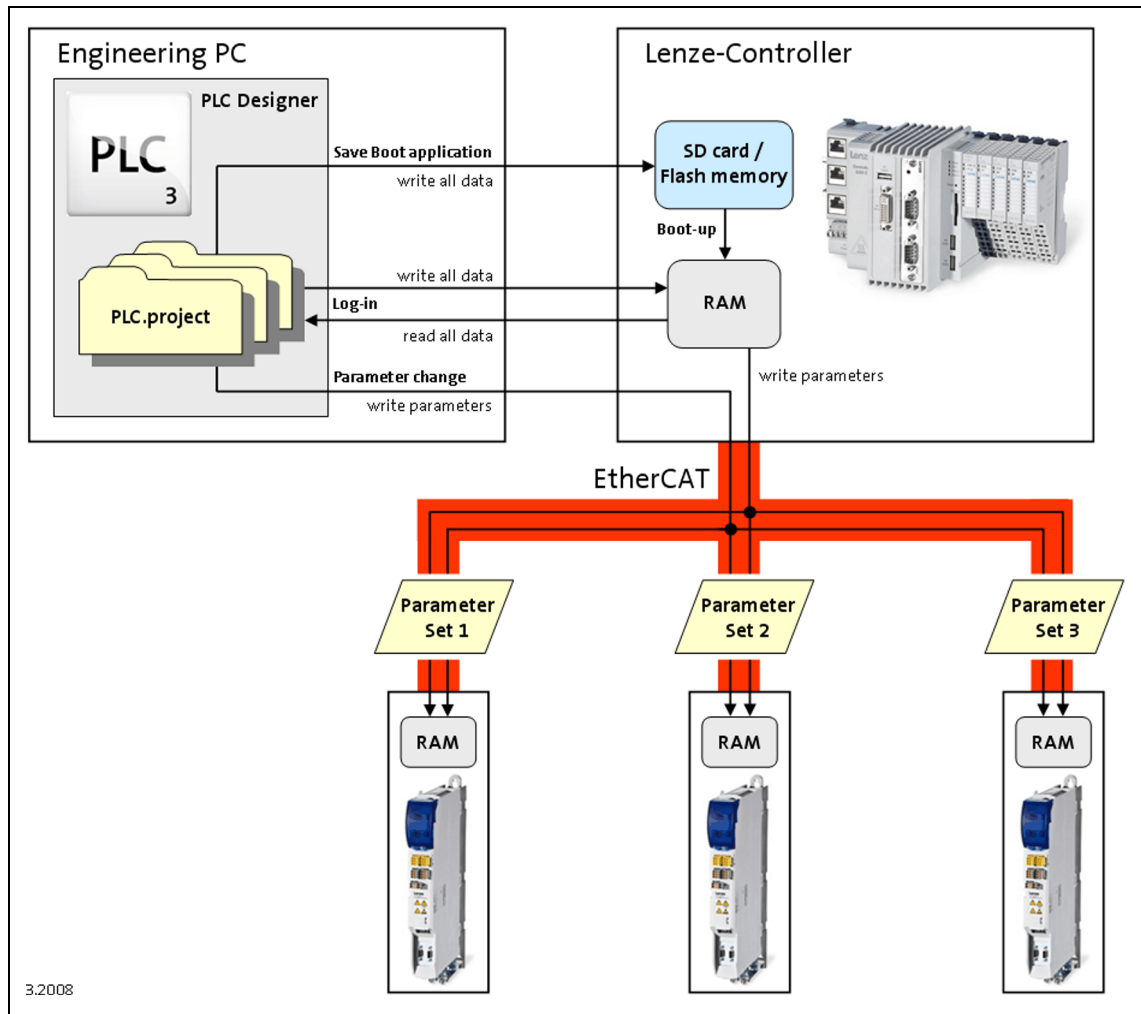 Engineering PC
PLC Designer
PLC
3
PLC.project
Save Boot application
write all data
write all data
Log-in
read all data
Parameter change
write parameters
Lenze-Controller
SD card /
Flash memory
Boot-up
RAM
write parameters
Lenze
EtherCAT
Parameter
Set 1
Parameter
Set 2
Parameter
Set 3
RAM
RAM
RAM
3.2008